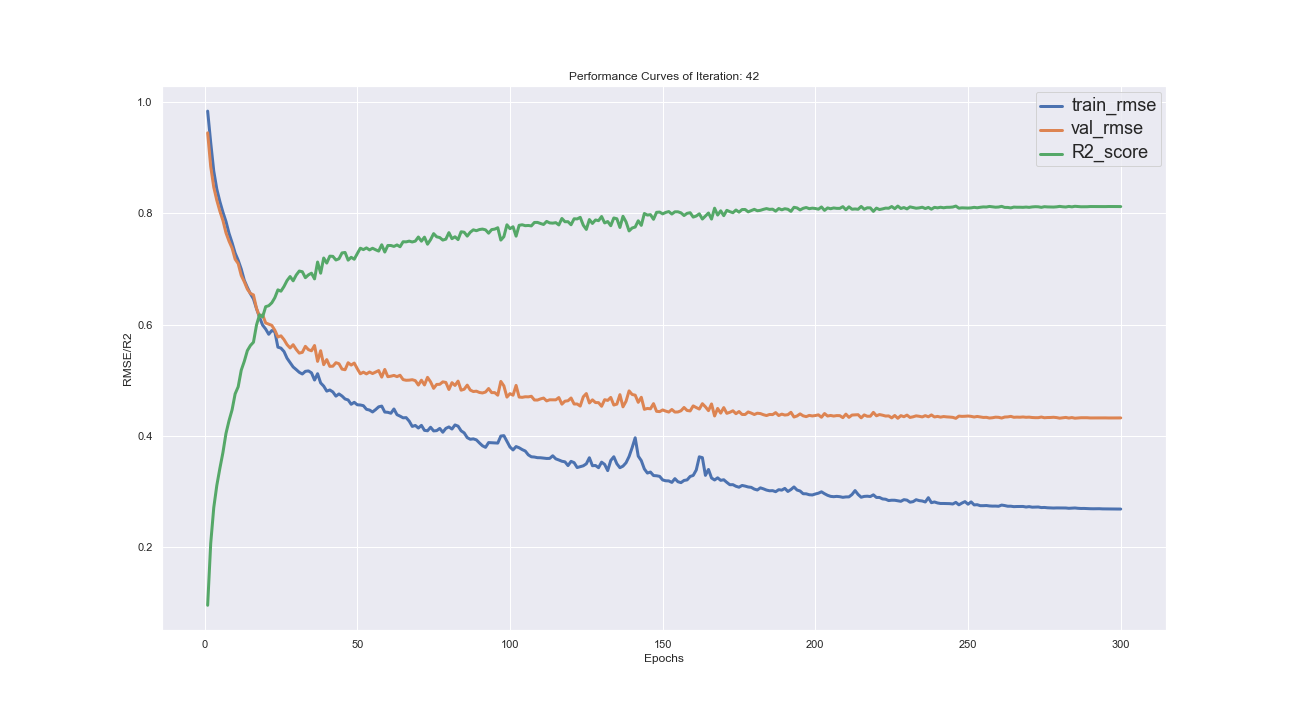 Performance Curves of Iteration: 42
train_rmse
val_rmse
R2_score
1.0
0.8
0.6
0.4
0.2
RMSE/R2
0
50
100
150
200
250
300
Epochs